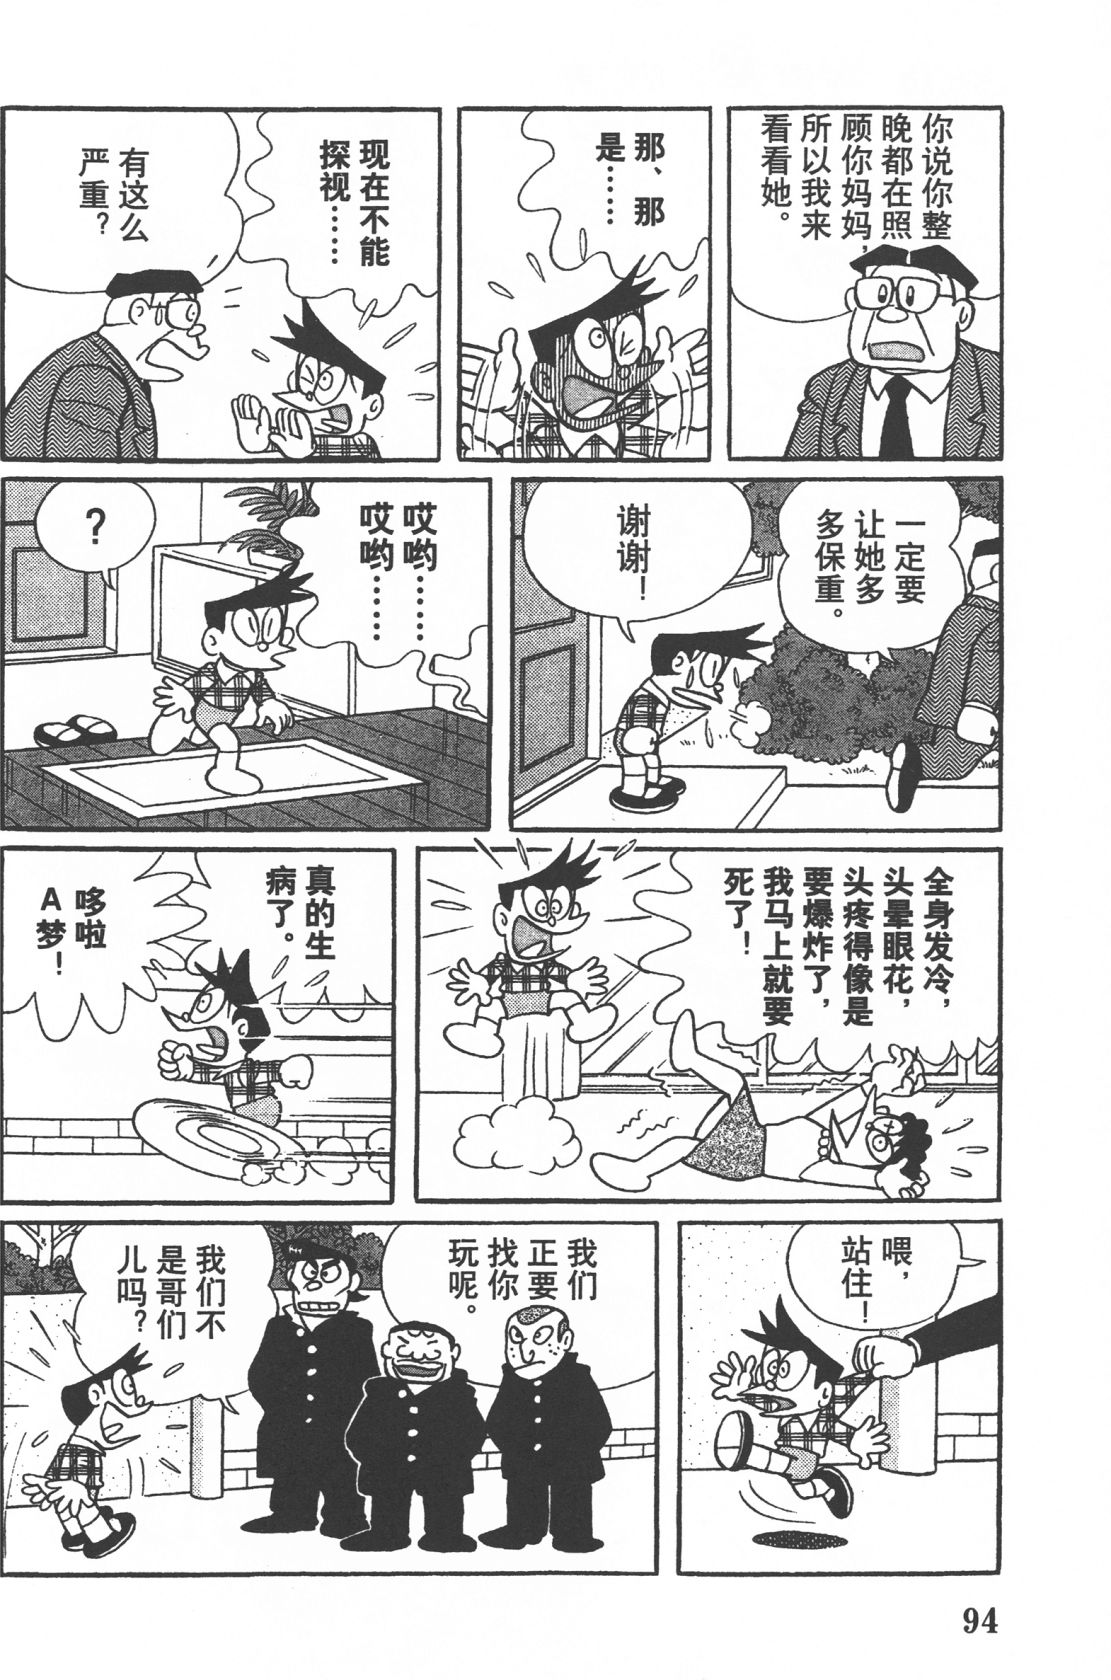 你说你整
晚都在照
顾你妈妈，
所以我来
看看她。
那、那
是……
现在不能
探视……
有这么
严重？
一定要
让她多
多保重。
谢谢！
哎哟……
哎哟……
？
全身发冷，
头晕眼花，
头疼得像是
要爆炸了，
我马上就要
死了！
真的生
病了。
哆啦
A梦！
喂，
站住！
我们
正要
找你
玩呢。
我们不
是哥们
儿吗？
94